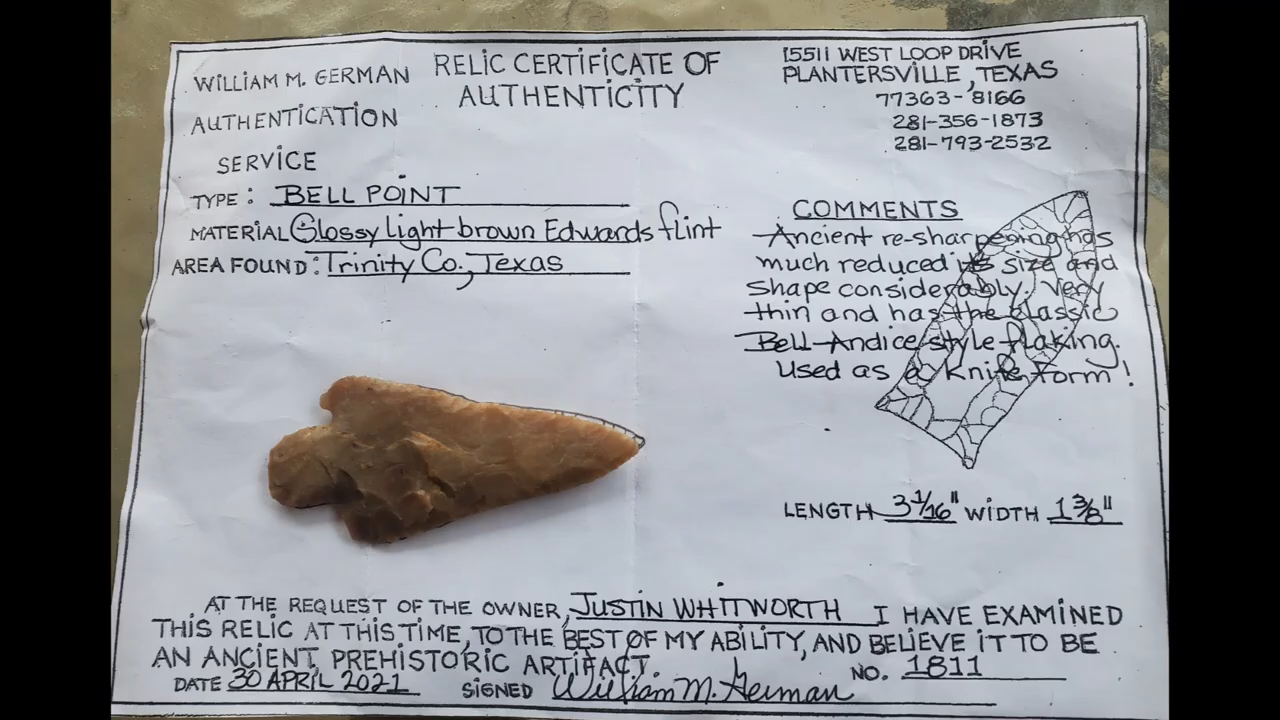 WILLIAM M. GERMAN
AUTHENTICATION
SERVICE
RELIC CERTIFICATE OF
AUTHENTICITY
15511 WEST LOOP DRIVE
PLANTERSVILLE, TEXAS
77363-8166
281-356-1873
281-793-2532
TYPE: BELL POINT
MATERIAL Glossy light brown Edwards flint
AREA FOUND: Trinity Co., Texas
COMMENTS
Ancient re-sharpening has
much reduced its size and
shape considerably. Very
thin and has the classic
Bell-Andice style flaking.
Used as a Knife Form!
LENGTH 3 1/16" WIDTH 1 3/8"
AT THE REQUEST OF THE OWNER, JUSTIN WHITWORTH I HAVE EXAMINED
THIS RELIC AT THIS TIME, TO THE BEST OF MY ABILITY, AND BELIEVE IT TO BE
AN ANCIENT, PREHISTORIC ARTIFACT. NO. 1811
DATE 30 APRIL 2021 SIGNED William M. German